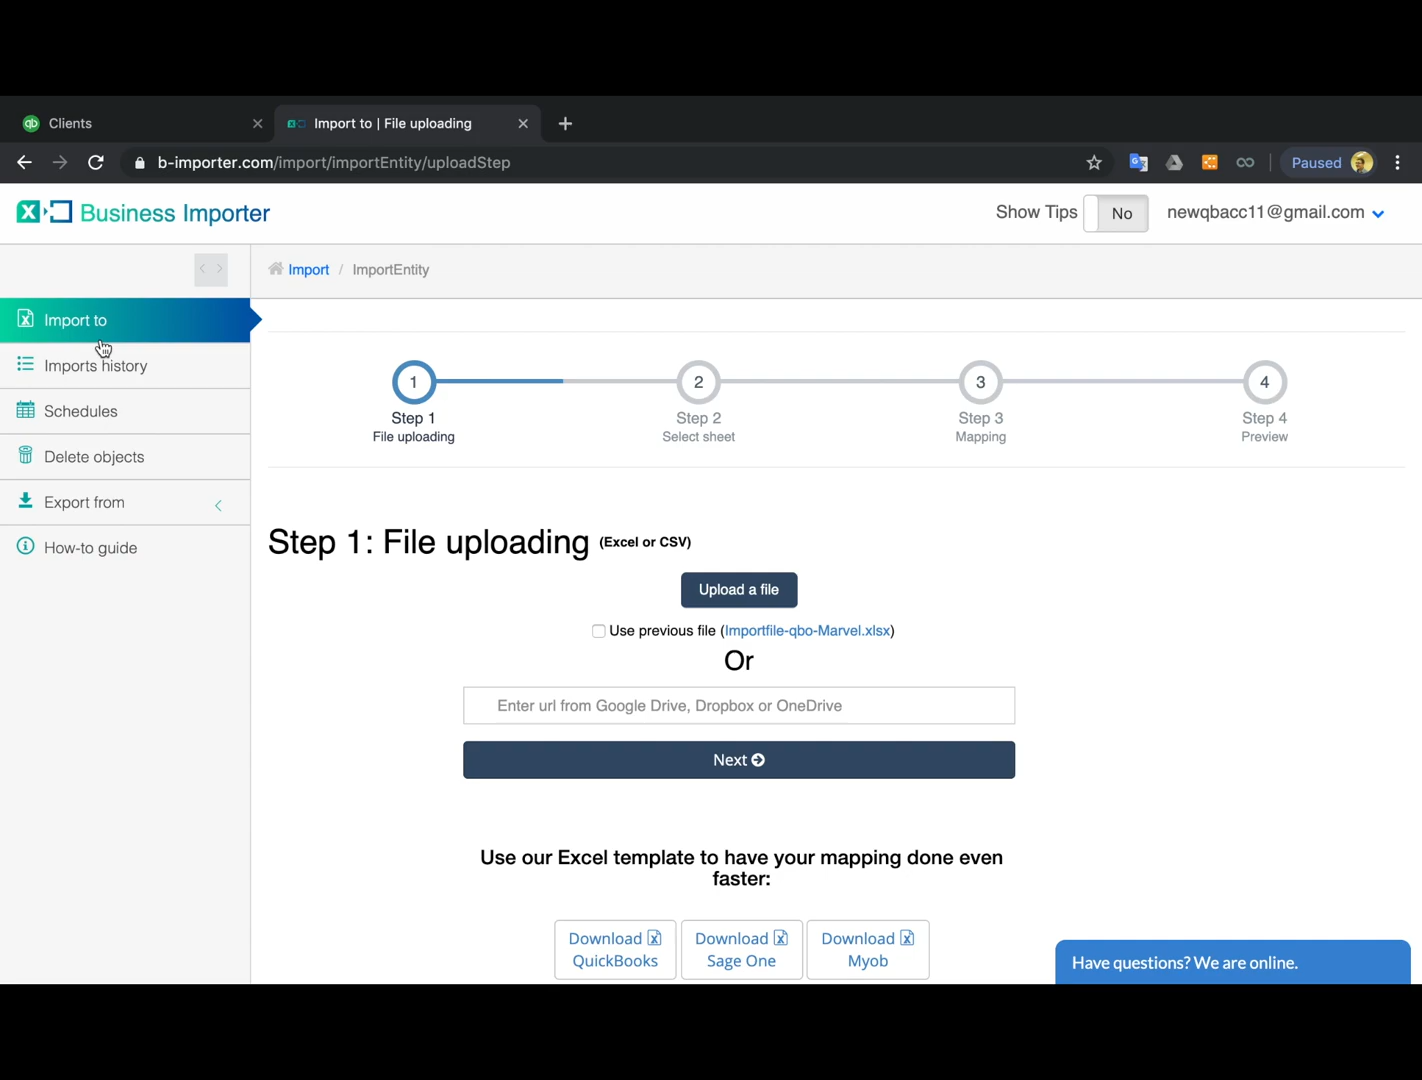 qb Clients
Import to | File uploading
b-importer.com/import/importEntity/uploadStep
Paused
Business Importer
Show Tips No newqbacc11@gmail.com
Import / ImportEntity
Import to
Imports history
Schedules
Delete objects
Export from
How-to guide
1 2 3 4
Step 1 Step 2 Step 3 Step 4
File uploading Select sheet Mapping Preview
Step 1: File uploading (Excel or CSV)
Upload a file
Use previous file (Importfile-qbo-Marvel.xlsx)
Or
Enter url from Google Drive, Dropbox or OneDrive
Next
Use our Excel template to have your mapping done even
faster:
Download Download Download
QuickBooks Sage One Myob
Have questions? We are online.